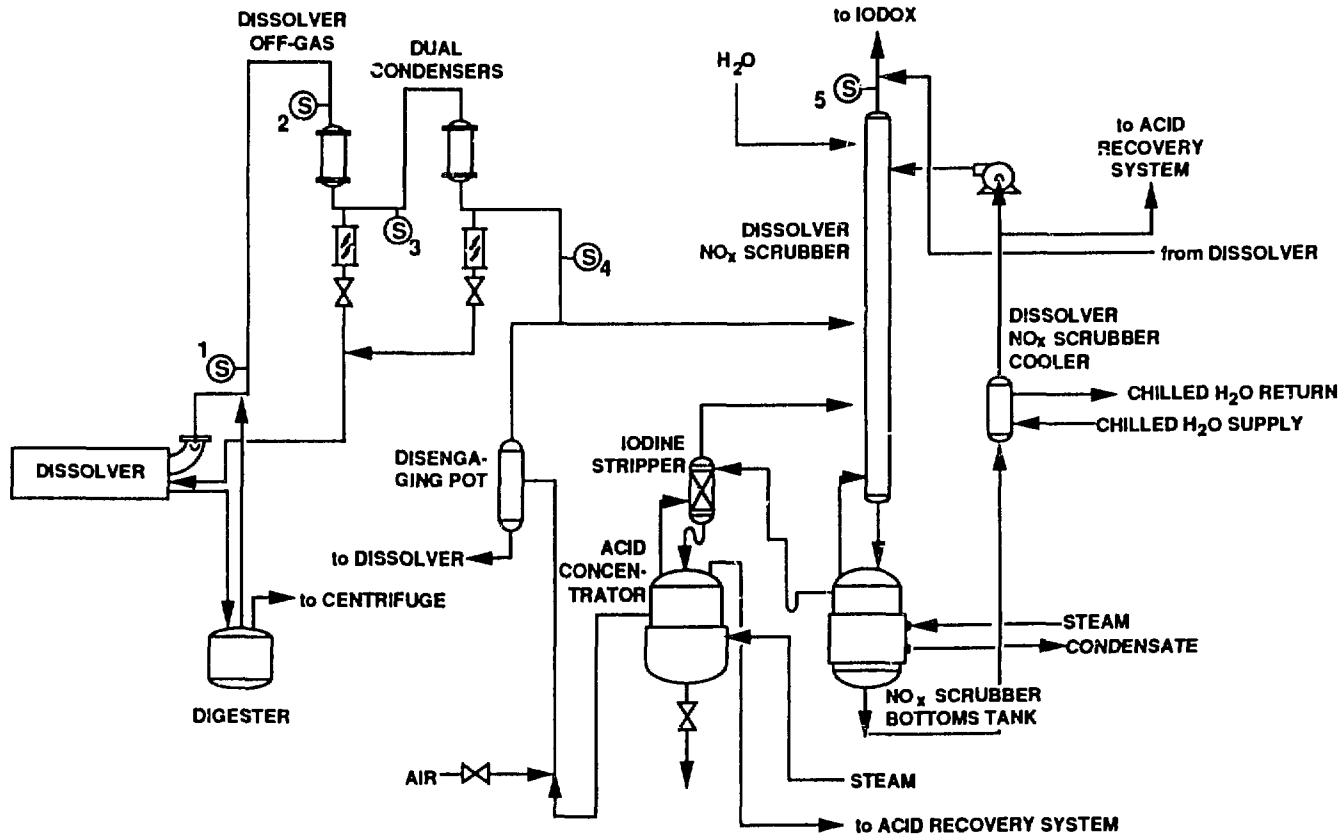 to IODOX
DISSOLVER
OFF-GAS
DUAL
CONDENSERS
H₂O
S
2
S
5
to ACID
RECOVERY
SYSTEM
S
3
S
4
DISSOLVER
NOₓ SCRUBBER
from DISSOLVER
DISSOLVER
NOₓ SCRUBBER
COOLER
1
S
CHILLED H₂O RETURN
CHILLED H₂O SUPPLY
DISSOLVER
DISENGA-
GING POT
IODINE
STRIPPER
to DISSOLVER
ACID
CONCEN-
TRATOR
to CENTRIFUGE
STEAM
CONDENSATE
DIGESTER
NOₓ SCRUBBER
BOTTOMS TANK
AIR
STEAM
to ACID RECOVERY SYSTEM